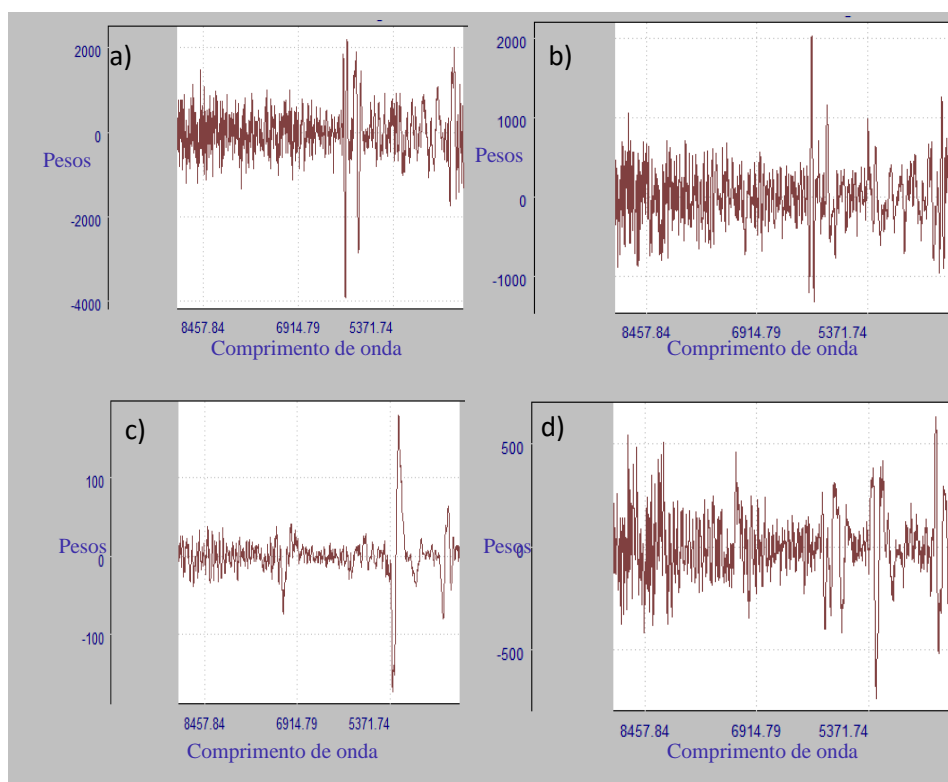 a)
2000
0
Pesos
-2000
-4000
8457.84 6914.79 5371.74
Comprimento de onda
b)
2000
1000
Pesos
0
-1000
8457.84 6914.79 5371.74
Comprimento de onda
c)
100
Pesos
0
-100
8457.84 6914.79 5371.74
Comprimento de onda
d)
500
Pesos
0
-500
8457.84 6914.79 5371.74
Comprimento de onda